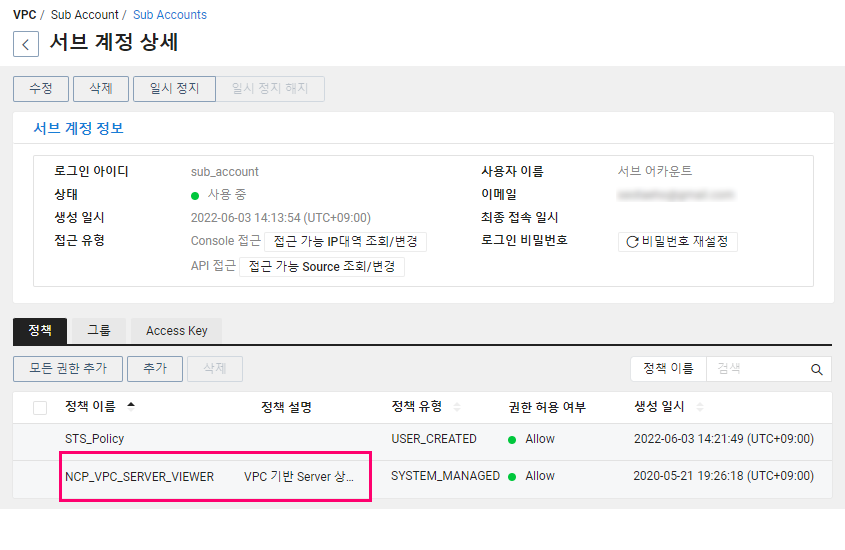 VPC / Sub Account / Sub Accounts
서브 계정 상세
수정 삭제 일시 정지 일시 정지 해지
서브 계정 정보
로그인 아이디 sub_account 사용자 이름 서브 어카운트
상태 사용 중 이메일
생성 일시 2022-06-03 14:13:54 (UTC+09:00) 최종 접속 일시
접근 유형 Console 접근 접근 가능 IP대역 조회/변경 로그인 비밀번호 비밀번호 재설정
API 접근 접근 가능 Source 조회/변경
정책 그룹 Access Key
모든 권한 추가 추가 삭제 정책 이름 검색
정책 이름 정책 설명 정책 유형 권한 허용 여부 생성 일시
STS_Policy USER_CREATED Allow 2022-06-03 14:21:49 (UTC+09:00)
NCP_VPC_SERVER_VIEWER VPC 기반 Server 상... SYSTEM_MANAGED Allow 2020-05-21 19:26:18 (UTC+09:00)